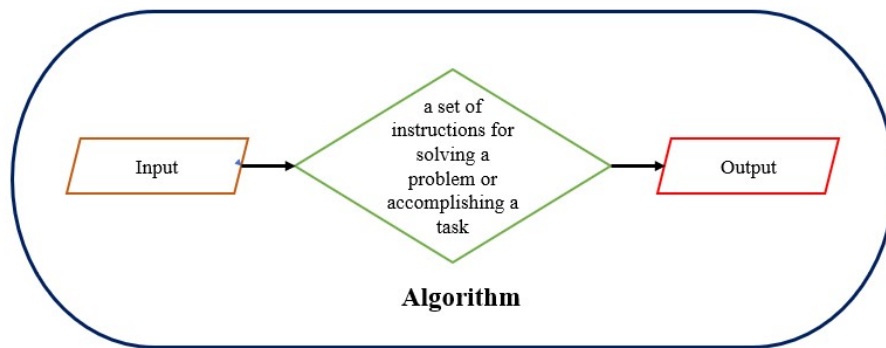 Input
a set of
instructions for
solving a
problem or
accomplishing a
task
Output
Algorithm